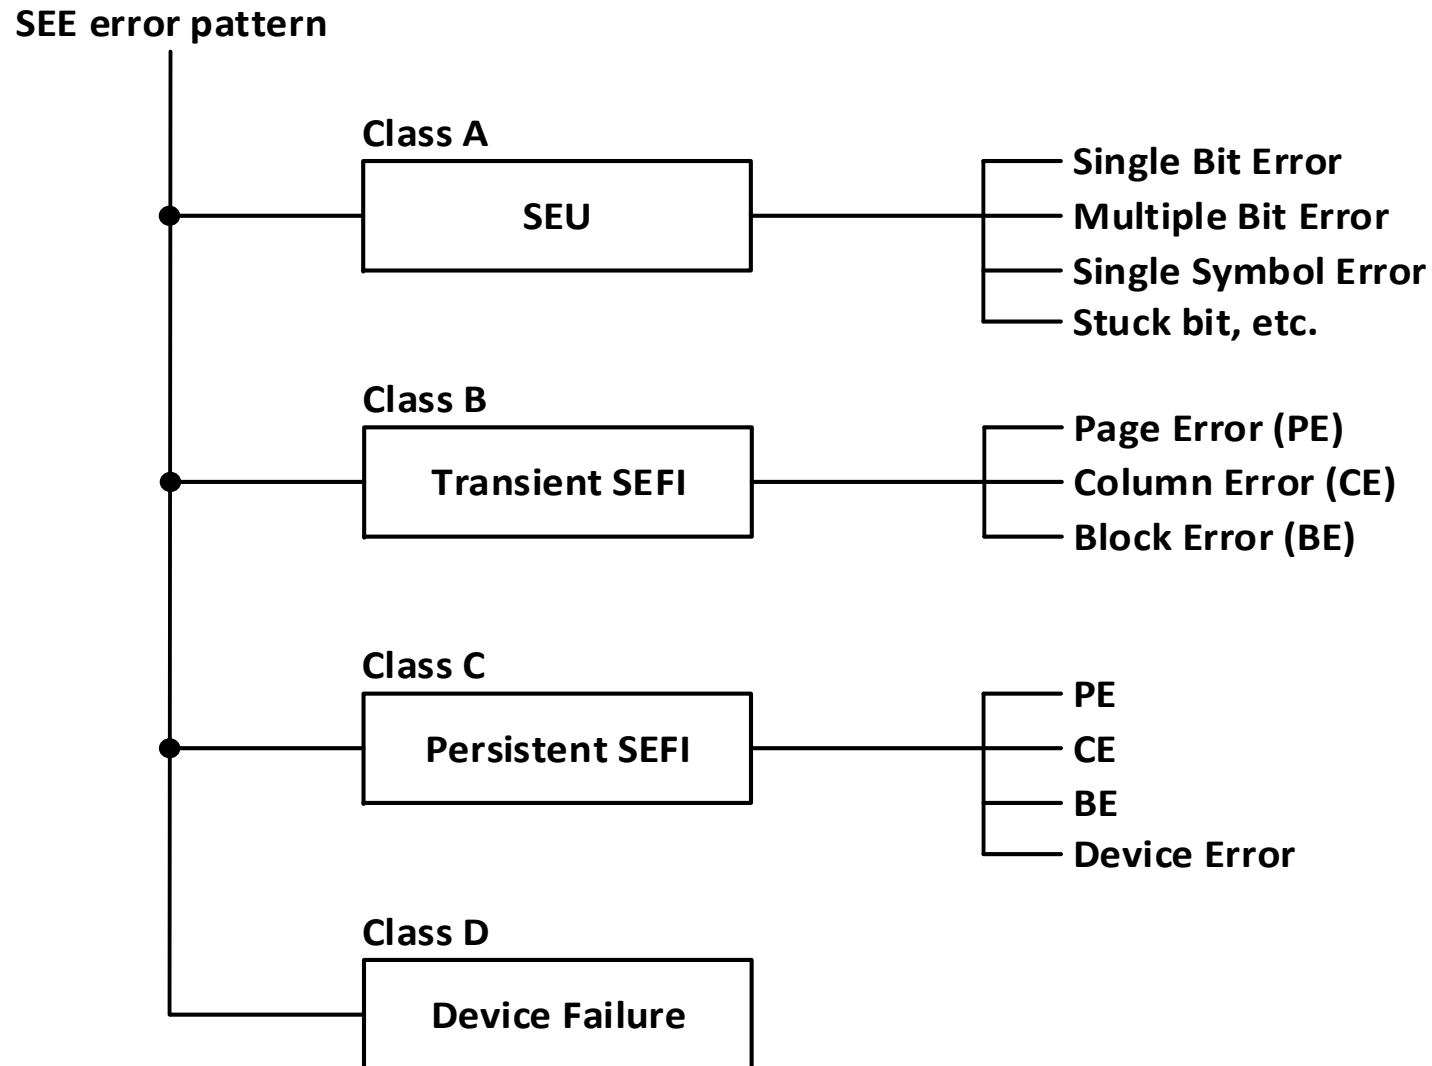 SEE error pattern
Class A
SEU
Single Bit Error
Multiple Bit Error
Single Symbol Error
Stuck bit, etc.
Class B
Transient SEFI
Page Error (PE)
Column Error (CE)
Block Error (BE)
Class C
Persistent SEFI
PE
CE
BE
Device Error
Class D
Device Failure